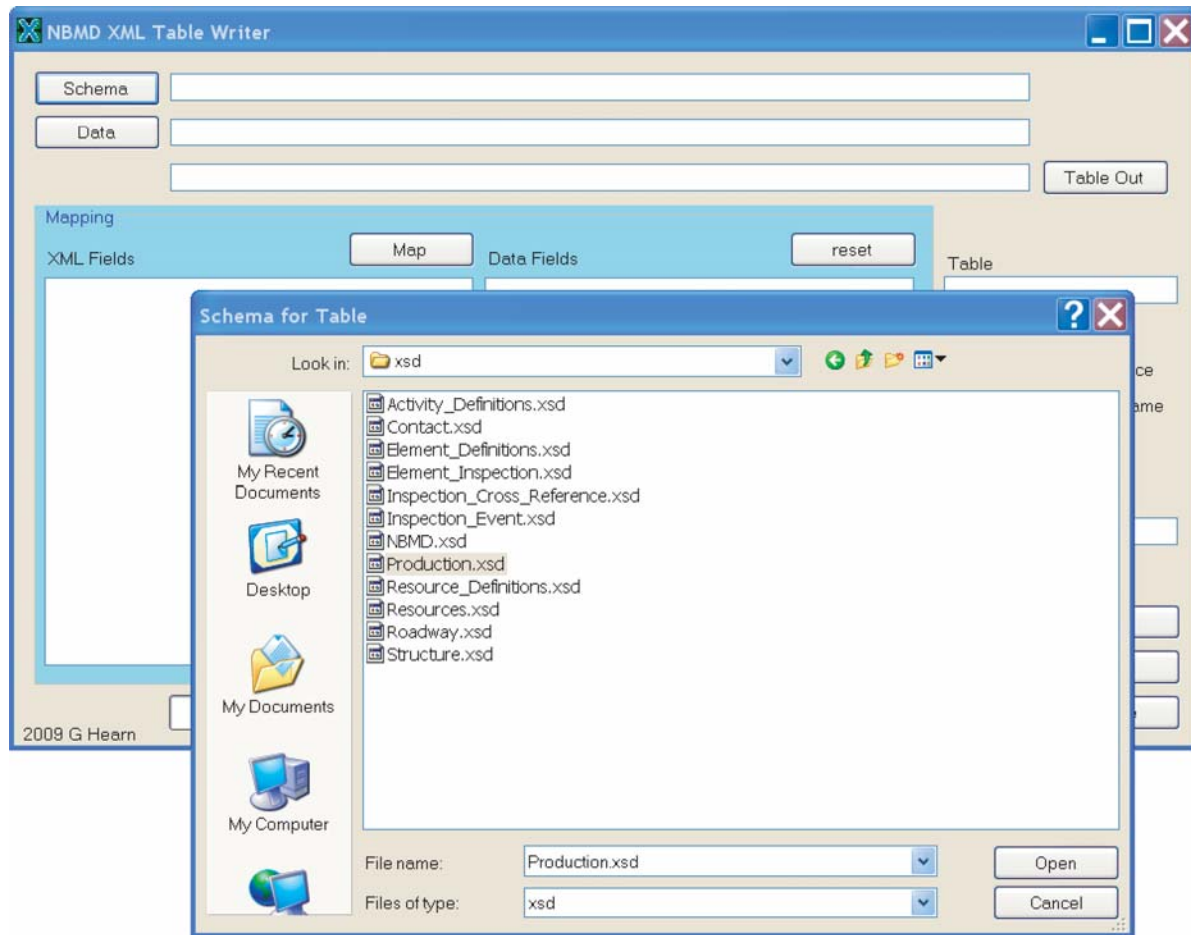 NBMD XML Table Writer
Schema
Data
Table Out
Mapping
XML Fields
Map
Data Fields
reset
Table
Schema for Table
Look in:
xsd
ce
ame
My Recent
Documents
Desktop
My Documents
My Computer
Activity_Definitions.xsd
Contact.xsd
Element_Definitions.xsd
Element_Inspection.xsd
Inspection_Cross_Reference.xsd
Inspection_Event.xsd
NBMD.xsd
Production.xsd
Resource_Definitions.xsd
Resources.xsd
Roadway.xsd
Structure.xsd
2009 G Hearn
File name:
Production.xsd
Open
Files of type:
xsd
Cancel